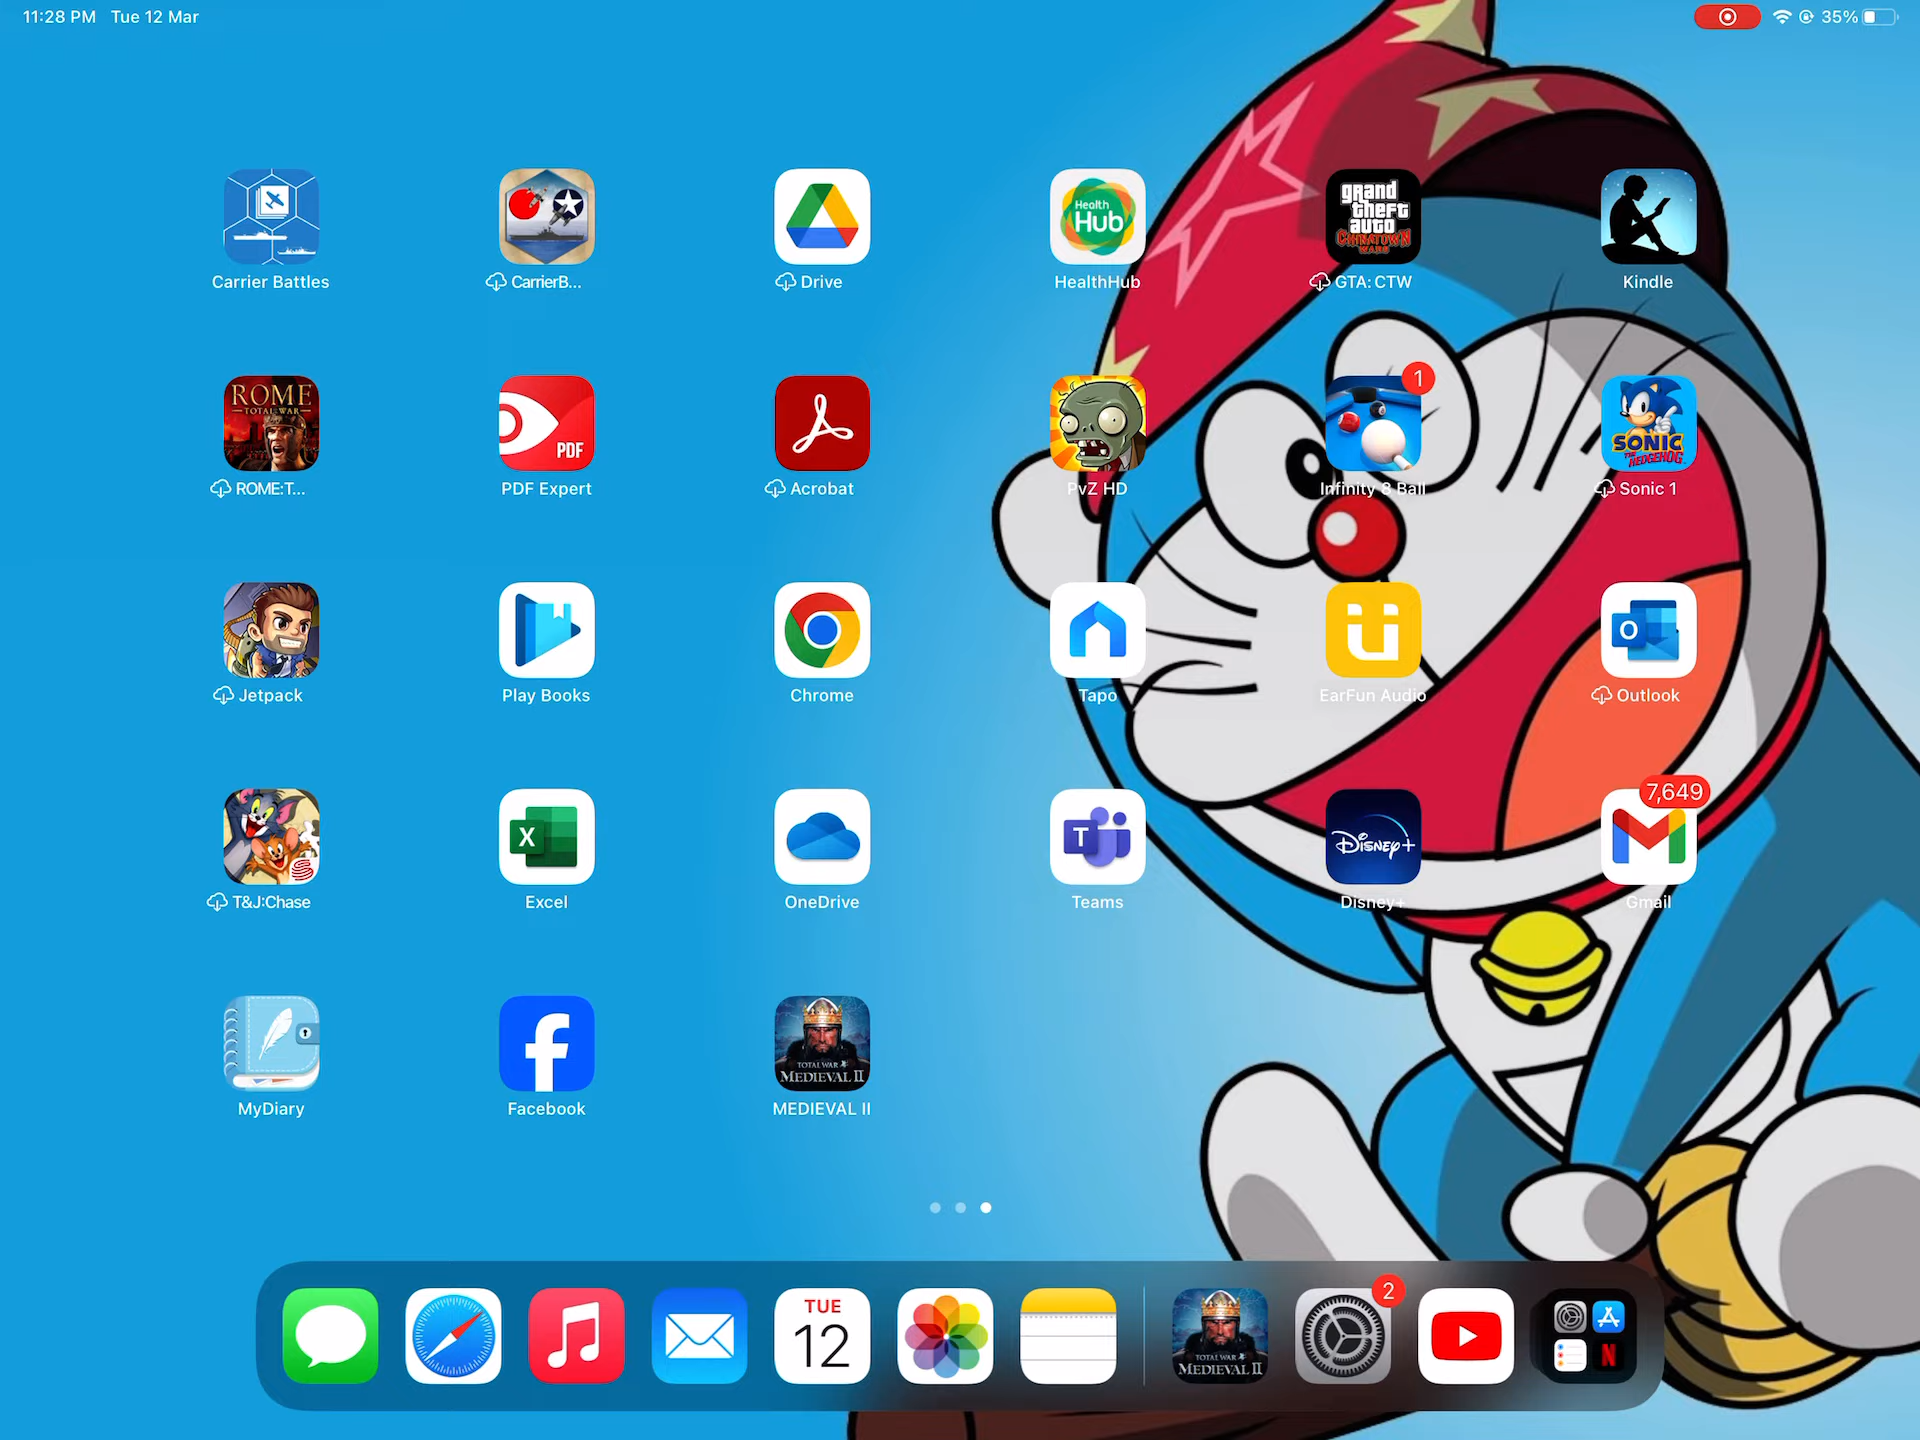 11:28 PM Tue 12 Mar
35%
Health
Hub
grand
theft
auto
CHINATOWN
WARS
Carrier Battles
CarrierB...
Drive
HealthHub
GTA: CTW
Kindle
ROME
TOTAL WAR
PDF
1
SONIC
THE HEDGEHOG
ROME:T...
PDF Expert
Acrobat
PvZ HD
Infinity 8 Ball
Sonic 1
O
Jetpack
Play Books
Chrome
Tapo
EarFun Audio
Outlook
7,649
X
T
Disney+
T&J:Chase
Excel
OneDrive
Teams
Disney+
Gmail
TOTAL WAR
MEDIEVAL II
MyDiary
Facebook
MEDIEVAL II
TUE
12
TOTAL WAR
MEDIEVAL II
2
N